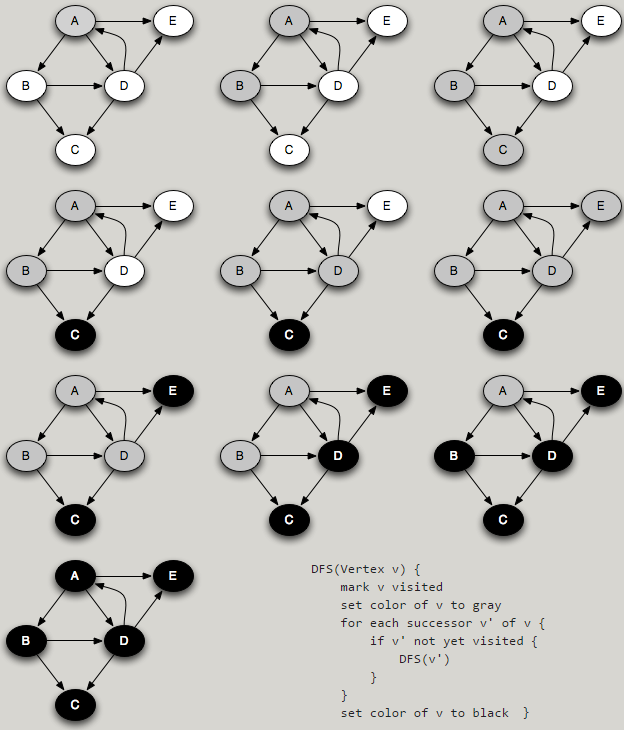 A E A E A E
B D B D B D
C C C
A E A E A E
B D B D B D
C C C
A E A E A E
B D B D B D
C C C
A E
B D
C
DFS(Vertex v) {
mark v visited
set color of v to gray
for each successor v' of v {
if v' not yet visited {
DFS(v')
}
}
set color of v to black }